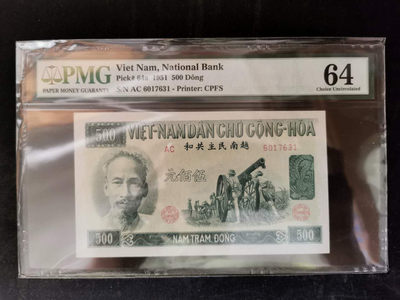 PMG
PAPER MONEY GUARANTY
Viet Nam, National Bank
Pick# 64a 1951 500 Dông
S/N AC 6017631 - Printer: CPFS
64
Choice Uncirculated
500
VIỆT-NAM DÂN CHỦ CỘNG-HÒA
和共主民南越
AC 6017631
元佰伍
500
NĂM TRĂM ĐỒNG
500